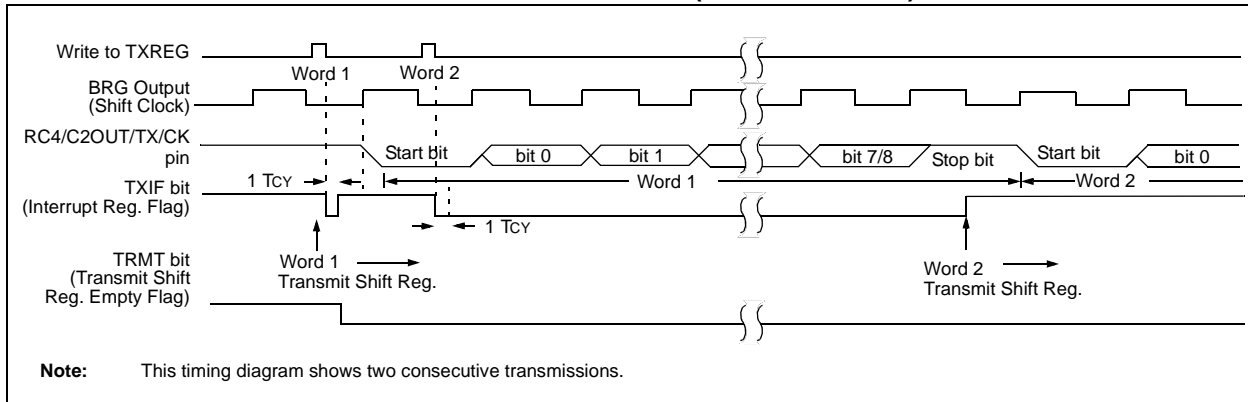 Write to TXREG
Word 1
Word 2
BRG Output
(Shift Clock)
RC4/C2OUT/TX/CK
pin
Start bit
bit 0
bit 1
bit 7/8
Stop bit
Start bit
bit 0
1 TCY
Word 1
Word 2
TXIF bit
(Interrupt Reg. Flag)
1 TCY
TRMT bit
(Transmit Shift
Reg. Empty Flag)
Word 1
Transmit Shift Reg.
Word 2
Transmit Shift Reg.
Note: This timing diagram shows two consecutive transmissions.